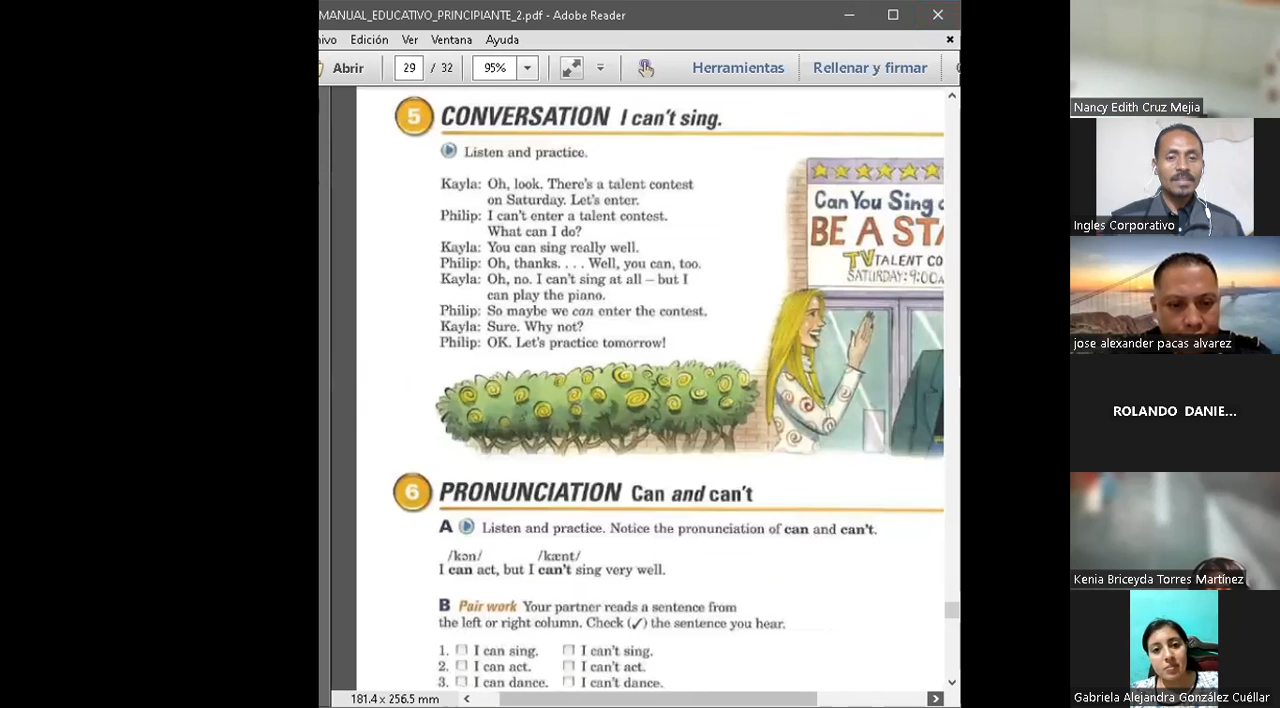 MANUAL_EDUCATIVO_PRINCIPIANTE_2.pdf - Adobe Reader
Edición Ver Ventana Ayuda
Abrir 29 / 32 95% Herramientas Rellenar y firmar
5 CONVERSATION I can't sing.
Listen and practice.
Kayla: Oh, look. There's a talent contest
on Saturday. Let's enter.
Philip: I can't enter a talent contest.
What can I do?
Kayla: You can sing really well.
Philip: Oh, thanks. . . . Well, you can, too.
Kayla: Oh, no. I can't sing at all – but I
can play the piano.
Philip: So maybe we can enter the contest.
Kayla: Sure. Why not?
Philip: OK. Let's practice tomorrow!
Can You Sing
BE A STA
TV TALENT CO
SATURDAY: 9:00A
6 PRONUNCIATION Can and can't
A Listen and practice. Notice the pronunciation of can and can't.
/kən/ /kænt/
I can act, but I can't sing very well.
B Pair work Your partner reads a sentence from
the left or right column. Check (✓) the sentence you hear.
1. I can sing. I can't sing.
2. I can act. I can't act.
3. I can dance. I can't dance.
181.4 x 256.5 mm
Nancy Edith Cruz Mejia
Ingles Corporativo
jose alexander pacas alvarez
ROLANDO DANIE...
Kenia Briceyda Torres Martínez
Gabriela Alejandra González Cuéllar